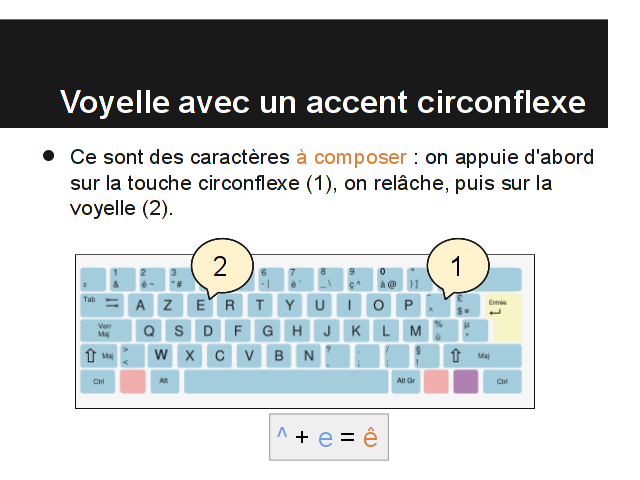 Voyelle avec un accent circonflexe
Ce sont des caractères à composer : on appuie d'abord
sur la touche circonflexe (1), on relâche, puis sur la
voyelle (2).
2
1
² 1 & 2 é ~ 3 " # 6 - | 7 è ` 8 _ \ 9 ç ^ 0 à @ ° ) ]
Tab A Z E R T Y U I O P ¨ ^ £ $ ¤ Entrée
Verr Maj Q S D F G H J K L M % ù µ *
Maj > < W X C V B N ? , . ; / : § ! Maj
Ctrl Alt Alt Gr Ctrl
^ + e = ê